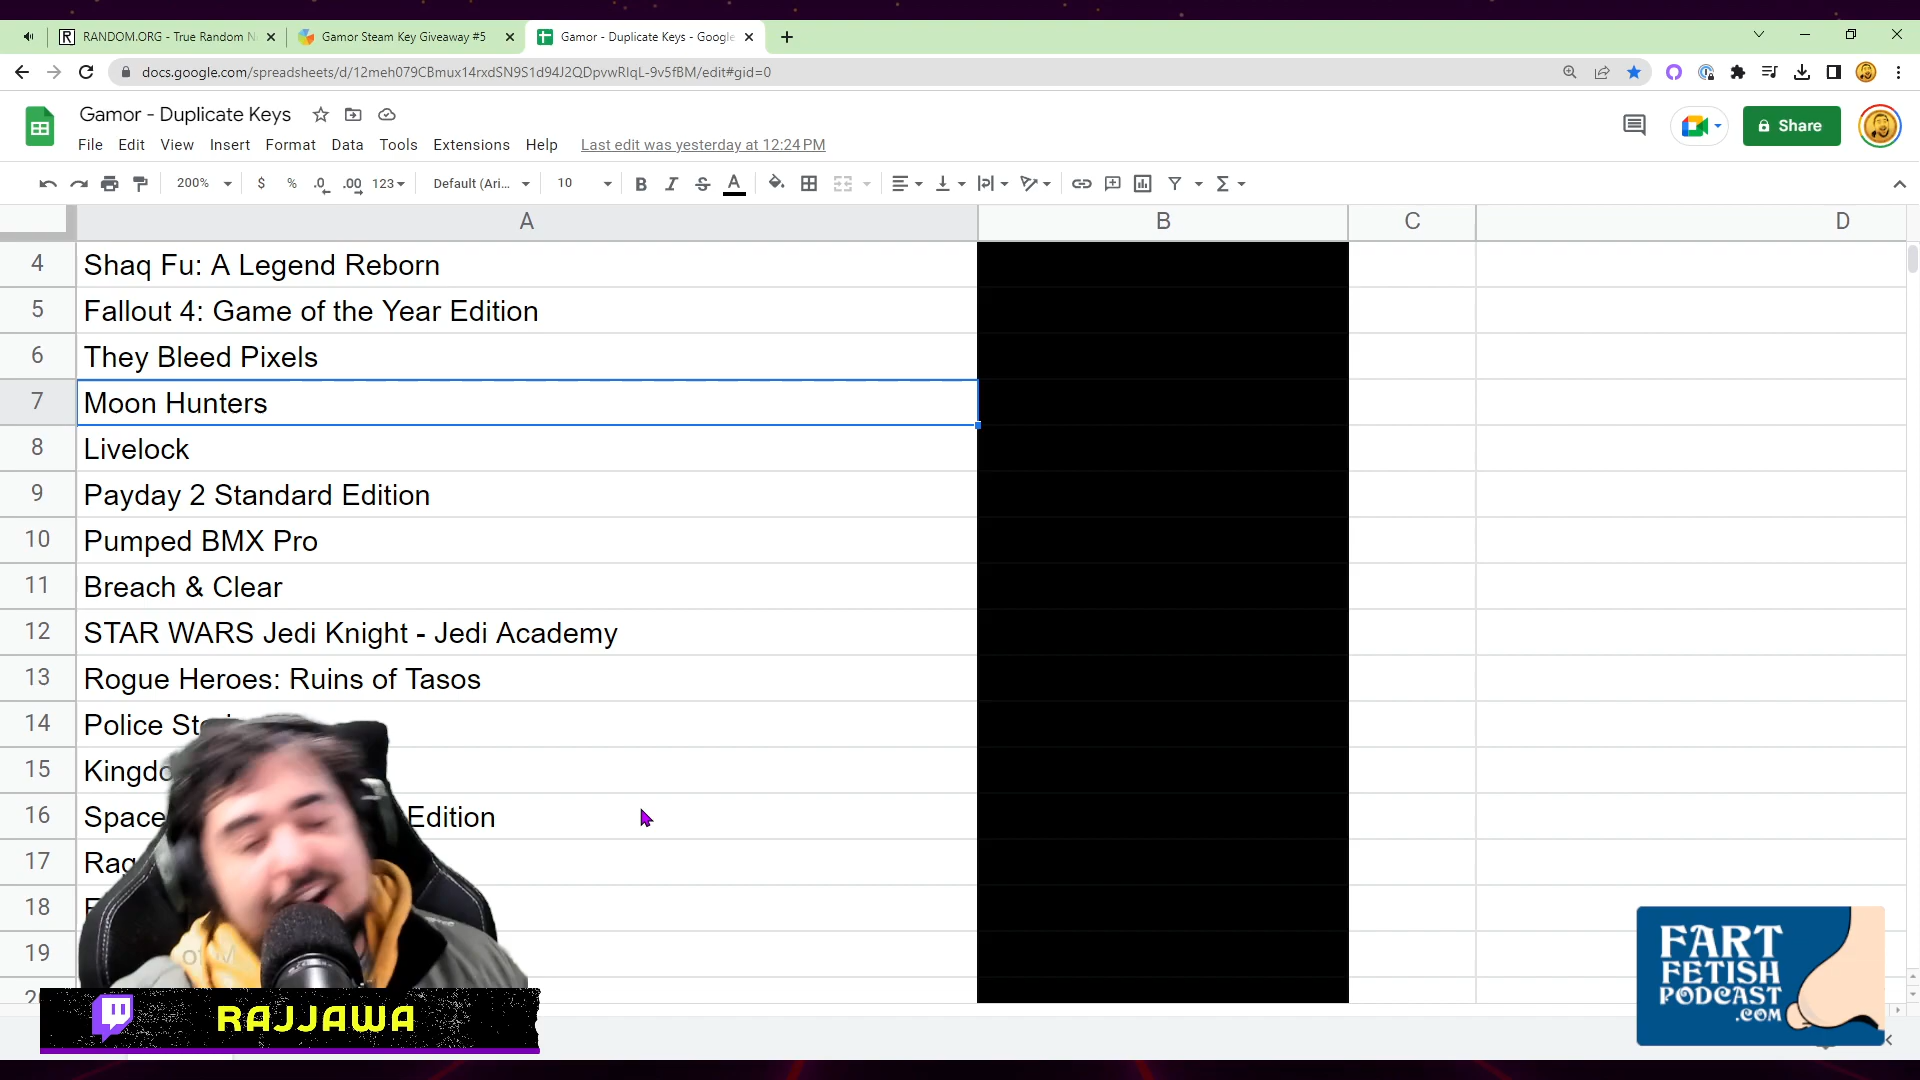 RANDOM.ORG - True Random N
Gamor Steam Key Giveaway #5
Gamor - Duplicate Keys - Google
docs.google.com/spreadsheets/d/12meh079CBmux14rxdSN9S1d94J2QDpvwRIqL-9v5fBM/edit#gid=0
Gamor - Duplicate Keys
File Edit View Insert Format Data Tools Extensions Help Last edit was yesterday at 12:24 PM
Share
200% $ % .0 .00 123 Default (Ari... 10 B I S A
A B C D
4 Shaq Fu: A Legend Reborn
5 Fallout 4: Game of the Year Edition
6 They Bleed Pixels
7 Moon Hunters
8 Livelock
9 Payday 2 Standard Edition
10 Pumped BMX Pro
11 Breach & Clear
12 STAR WARS Jedi Knight - Jedi Academy
13 Rogue Heroes: Ruins of Tasos
14 Police
15
16 Space Edition
17
18
19
RAJJAWA
FART
FETISH
PODCAST
.COM